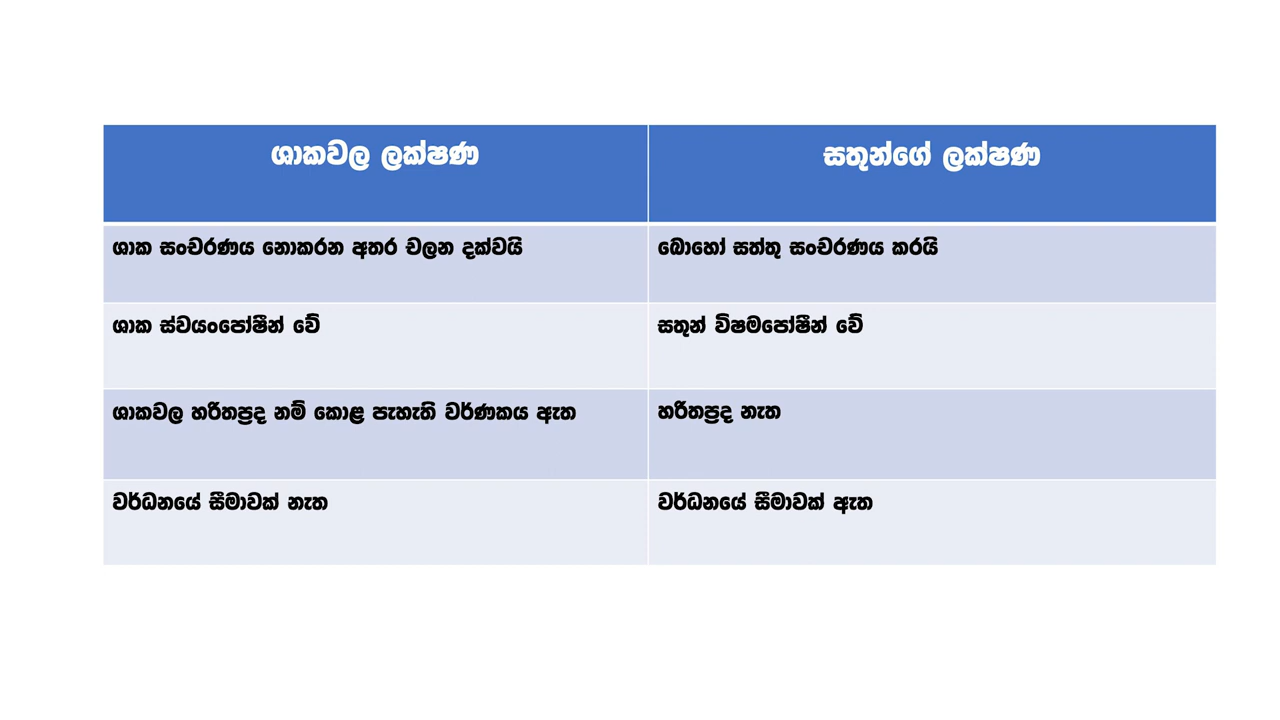 ශාකවල ලක්ෂණ
සතුන්ගේ ලක්ෂණ
ශාක සංචරණය නොකරන අතර චලන දක්වයි
බොහෝ සත්තු සංචරණය කරයි
ශාක ස්වයංපෝෂීන් වේ
සතුන් විෂමපෝෂීන් වේ
ශාකවල හරිතප්‍රද නම් කොළ පැහැති වර්ණකය ඇත
හරිතප්‍රද නැත
වර්ධනයේ සීමාවක් නැත
වර්ධනයේ සීමාවක් ඇත